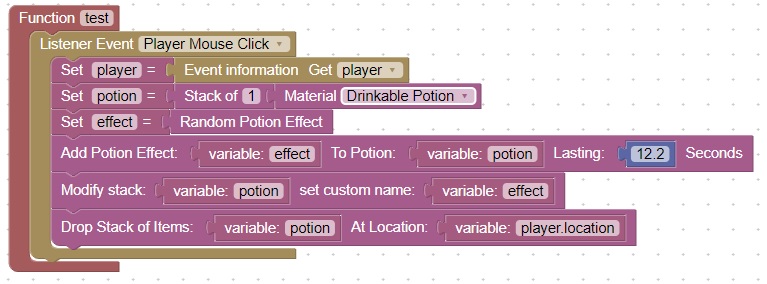 Function test
Listener Event Player Mouse Click
Set player = Event information Get player
Set potion = Stack of 1 Material Drinkable Potion
Set effect = Random Potion Effect
Add Potion Effect: variable: effect To Potion: variable: potion Lasting: 12.2 Seconds
Modify stack: variable: potion set custom name: variable: effect
Drop Stack of Items: variable: potion At Location: variable: player.location